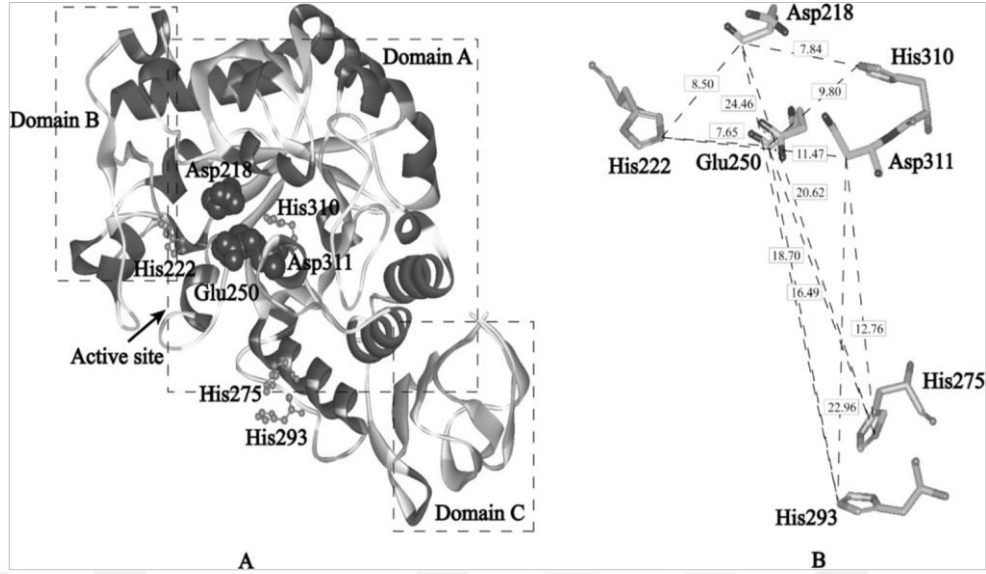 Domain A
Domain B
Asp218
His310
His222
Asp311
Glu250
Active site
His275
His293
Domain C
A
Asp218
7.84
His310
8.50
9.80
24.46
7.65
His222
Glu250
11.47
Asp311
20.62
18.70
16.49
12.76
His275
22.96
His293
B